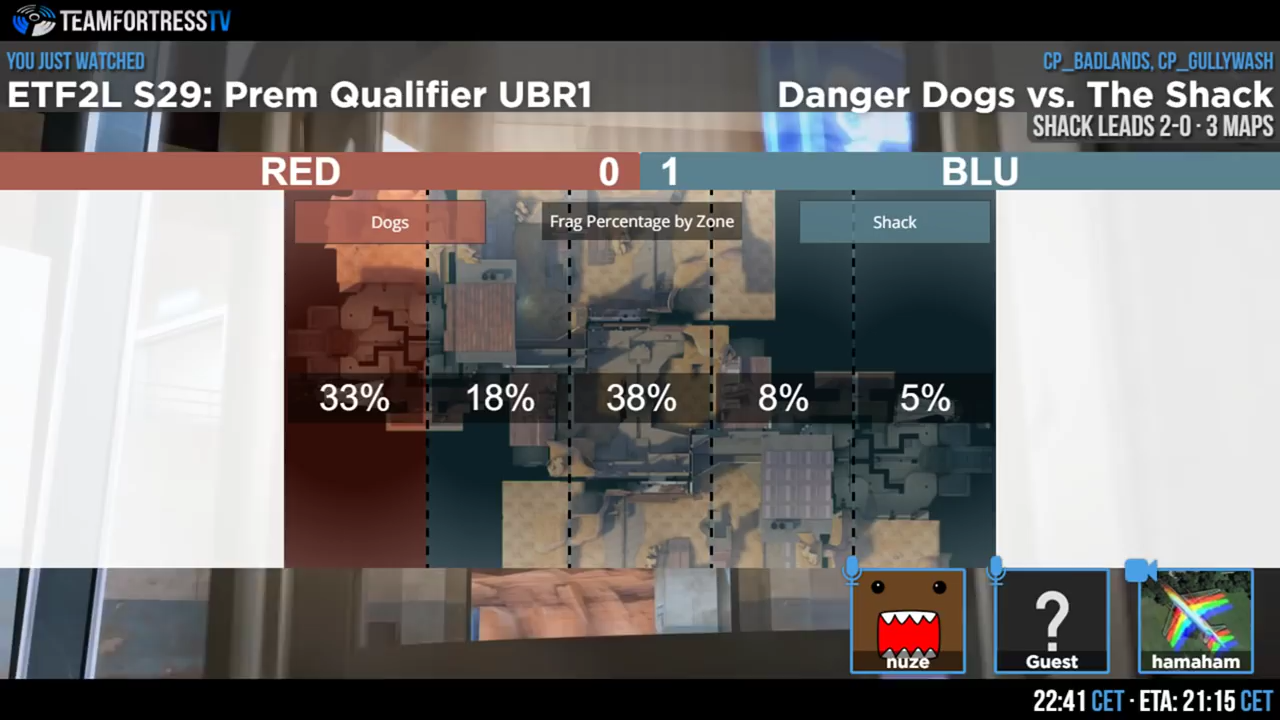 TEAMFORTRESSTV
YOU JUST WATCHED
ETF2L S29: Prem Qualifier UBR1
CP_BADLANDS, CP_GULLYWASH
Danger Dogs vs. The Shack
SHACK LEADS 2-0 · 3 MAPS
RED 0 1 BLU
Dogs Frag Percentage by Zone Shack
33% 18% 38% 8% 5%
?
nuze Guest hamaham
22:41 CET · ETA: 21:15 CET